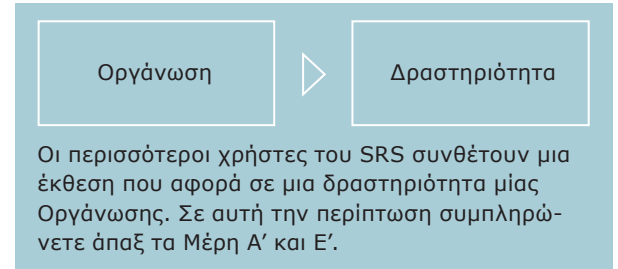 Οργάνωση Δραστηριότητα
Οι περισσότεροι χρήστες του SRS συνθέτουν μια
έκθεση που αφορά σε μια δραστηριότητα μίας
Οργάνωσης. Σε αυτή την περίπτωση συμπληρώ-
νετε άπαξ τα Μέρη Α’ και Ε’.